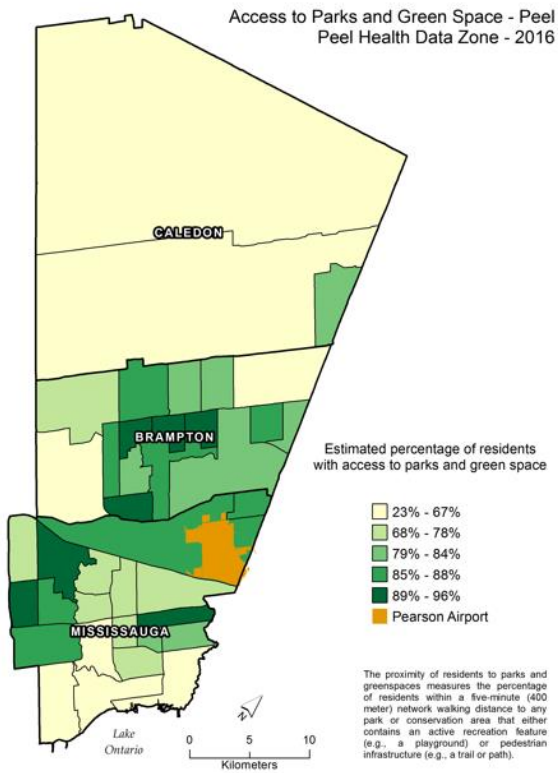 Access to Parks and Green Space - Peel
Peel Health Data Zone - 2016
CALEDON
BRAMPTON
Estimated percentage of residents
with access to parks and green space
23% - 67%
68% - 78%
79% - 84%
85% - 88%
89% - 96%
Pearson Airport
MISSISSAUGA
The proximity of residents to parks and
greenspaces measures the percentage
of residents within a five-minute (400
meter) network walking distance to any
park or conservation area that either
contains an active recreation feature
(e.g., a playground) or pedestrian
infrastructure (e.g., a trail or path).
Lake
Ontario
N
0 5 10
Kilometers